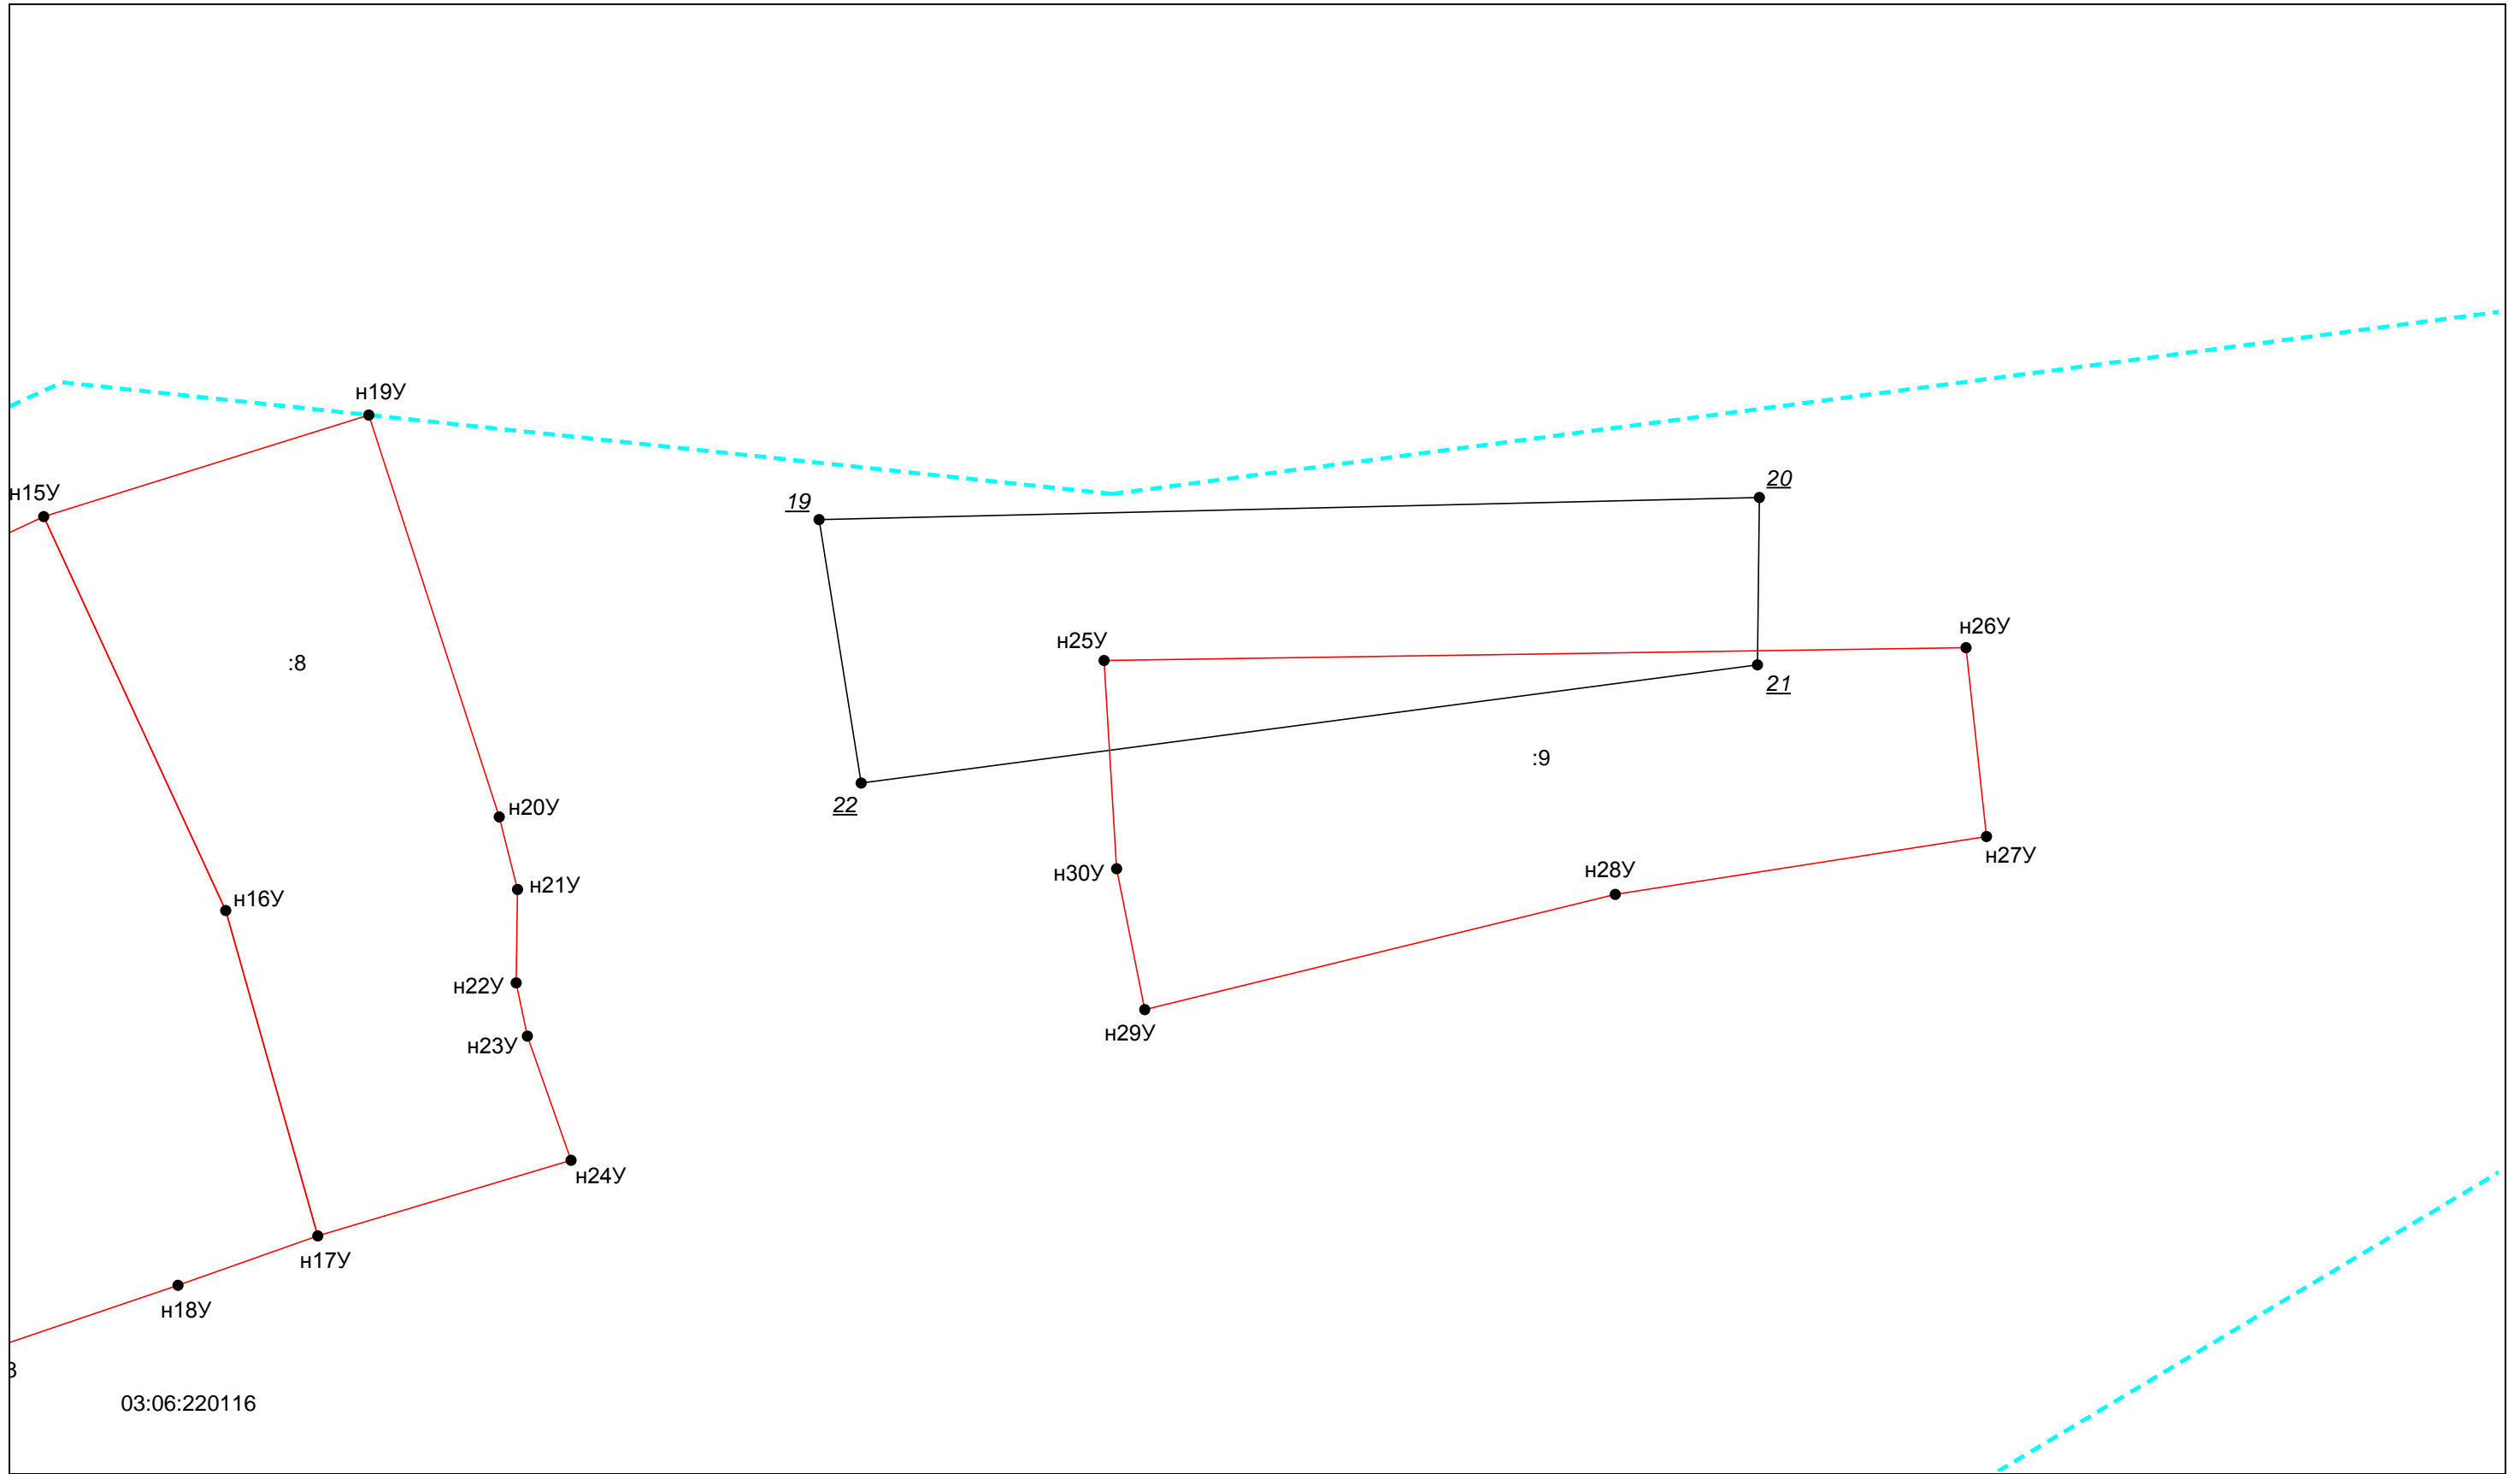 н19У
20
н15У
19
н26У
н25У
:8
21
:9
22
н20У
н27У
н28У
н30У
н21У
н16У
н22У
н29У
н23У
н24У
н17У
н18У
03:06:220116